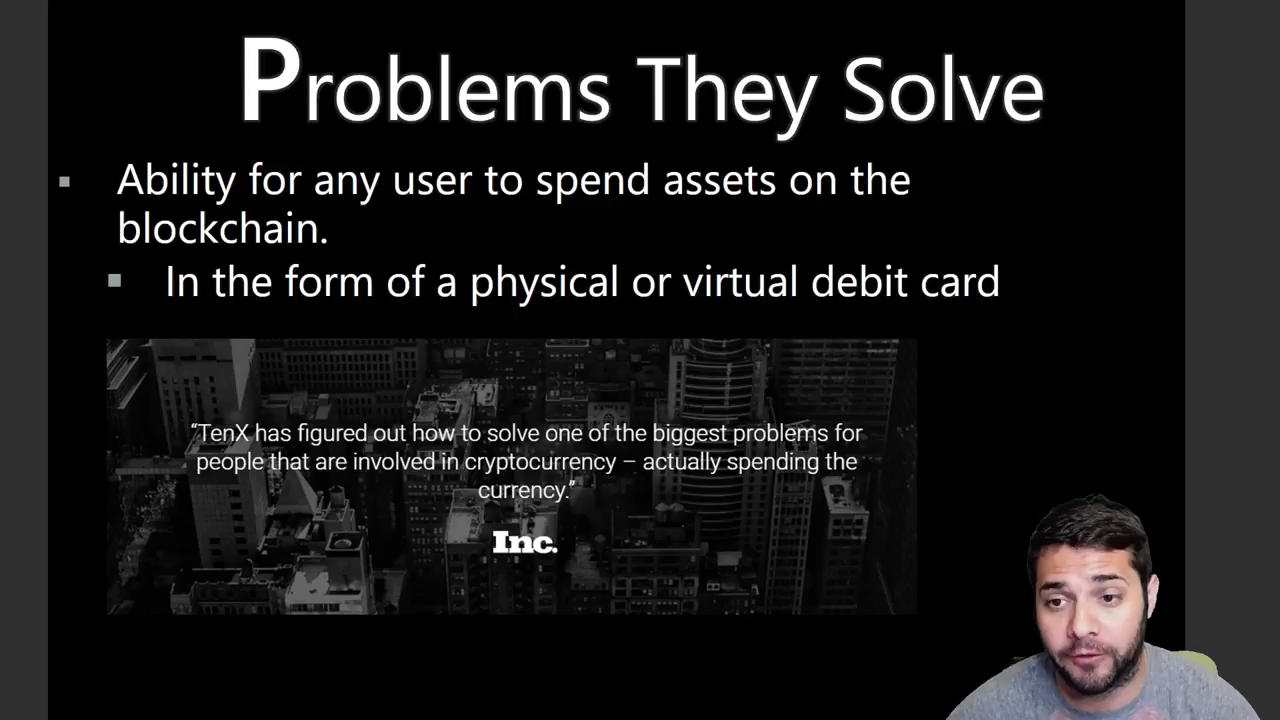 Problems They Solve
Ability for any user to spend assets on the
blockchain.
In the form of a physical or virtual debit card
“TenX has figured out how to solve one of the biggest problems for
people that are involved in cryptocurrency – actually spending the
currency.”
Inc.